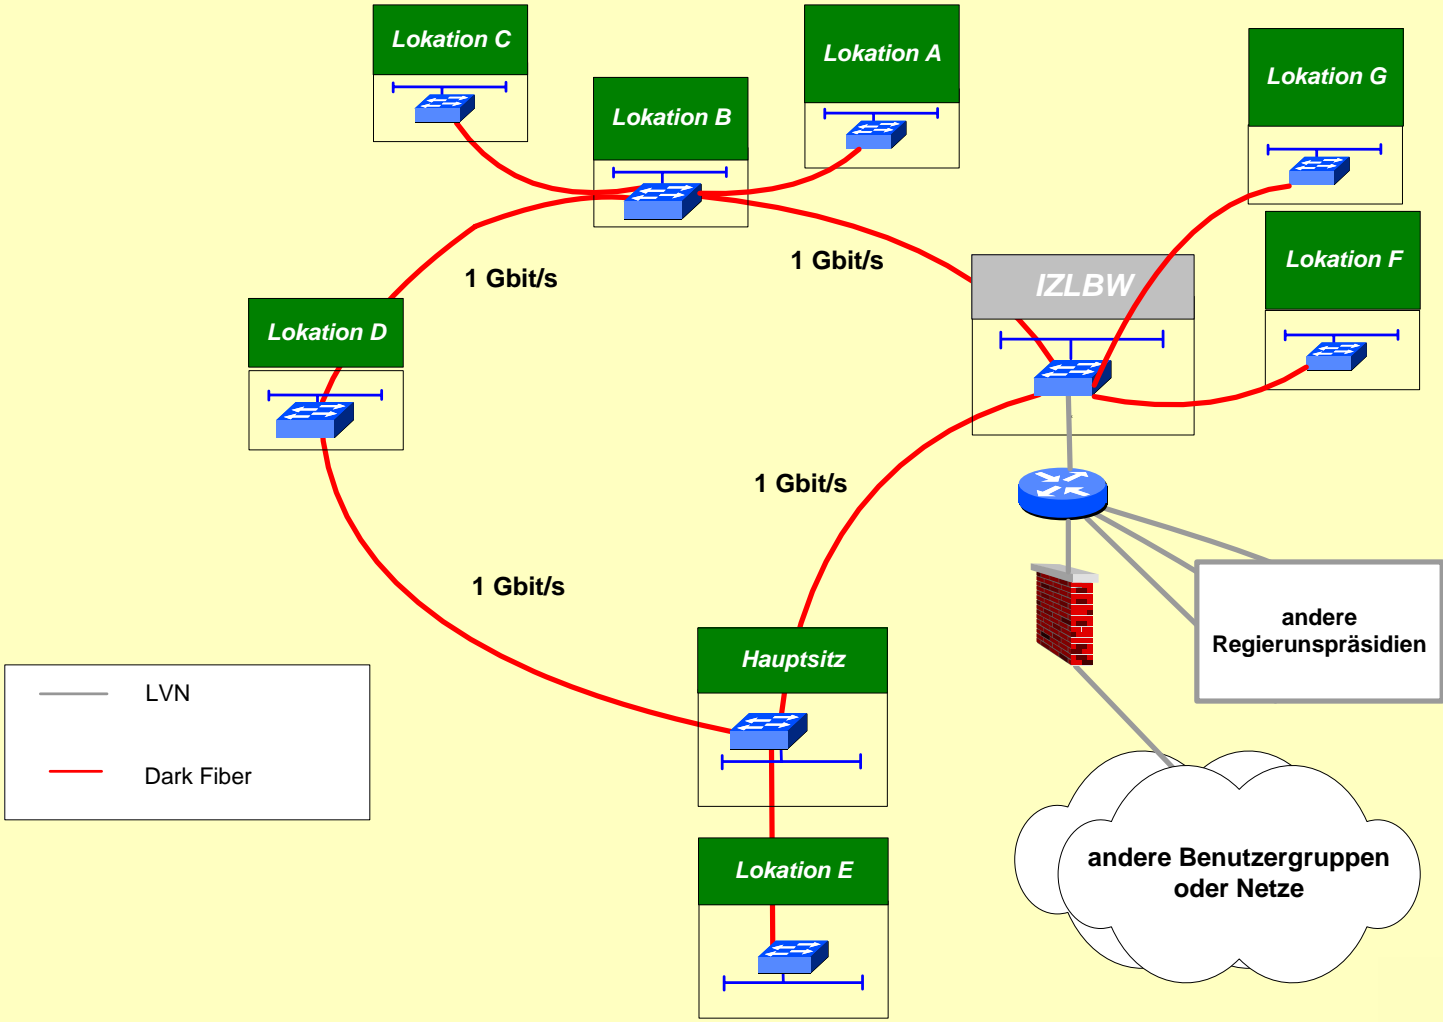 Lokation C
Lokation A
Lokation B
Lokation G
Lokation F
1 Gbit/s
1 Gbit/s
IZLBW
Lokation D
1 Gbit/s
1 Gbit/s
andere
Regierunspräsidien
Hauptsitz
LVN
Dark Fiber
Lokation E
andere Benutzergruppen
oder Netze